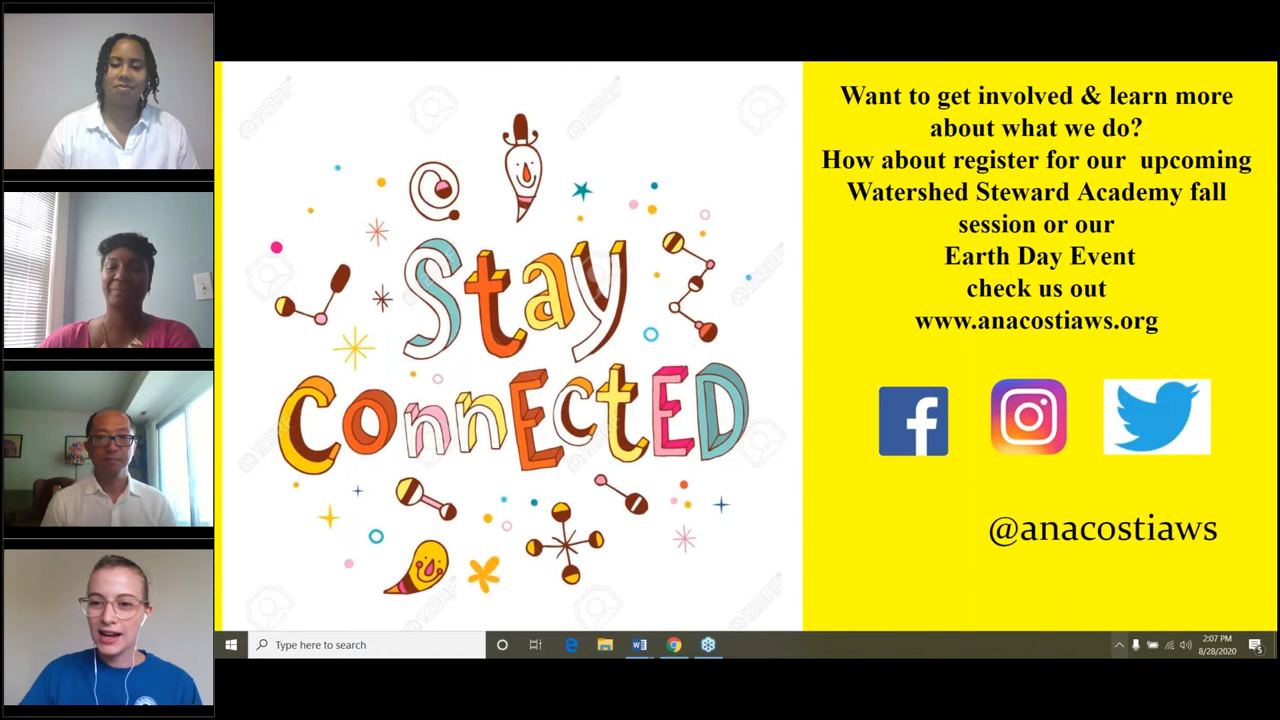 Want to get involved & learn more
about what we do?
How about register for our upcoming
Watershed Steward Academy fall
session or our
Earth Day Event
check us out
www.anacostiaws.org
Stay
ConnEctED
@anacostiaws
Type here to search
2:07 PM
8/28/2020
5